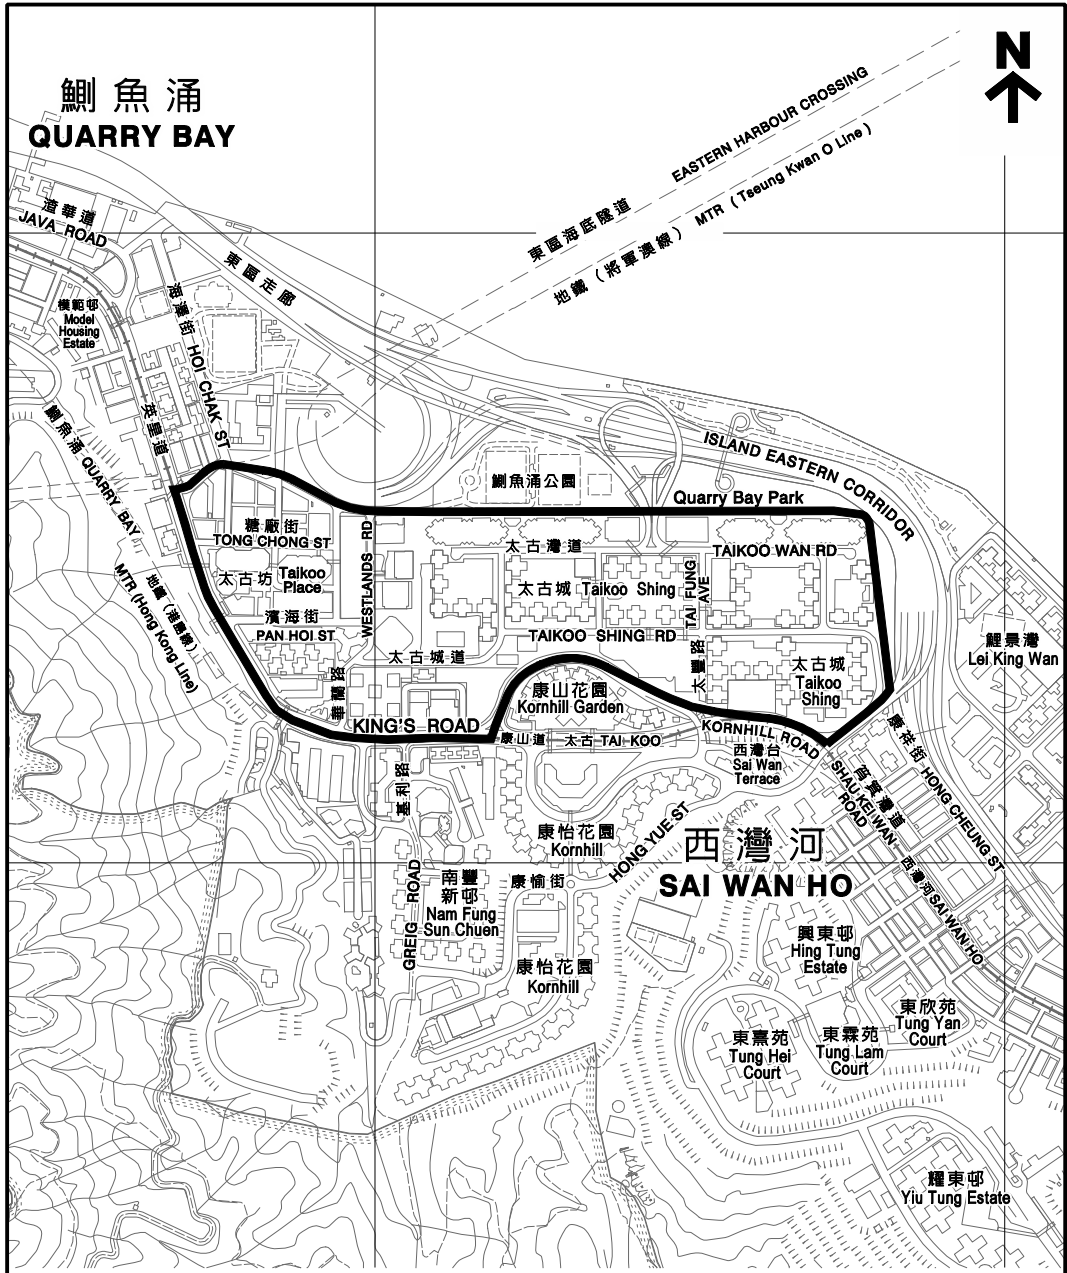 鰂魚涌
QUARRY BAY
N
EASTERN HARBOUR CROSSING
東區海底隧道
MTR ( Tseung Kwan O Line )
地鐵 ( 將軍澳線 )
渣華道
JAVA ROAD
東區走廊
模範邨
Model
Housing
Estate
海澤街 HOI CHAK ST
英皇道
鰂魚涌 QUARRY BAY
ISLAND EASTERN CORRIDOR
鰂魚涌公園
Quarry Bay Park
糖廠街
TONG CHONG ST
太古坊 Taikoo
Place
濱海街
PAN HOI ST
WESTLANDS RD
華蘭路
太古灣道
TAIKOO WAN RD
太古城 Taikoo Shing
TAI FUNG
AVE
太豐路
TAIKOO SHING RD
太古城道
太古城
Taikoo
Shing
鯉景灣
Lei King Wan
地鐵 ( 港島線 )
MTR (Hong Kong Line)
康山花園
Kornhill Garden
KING'S ROAD
康山道
太古 TAI KOO
KORNHILL ROAD
西灣台
Sai Wan
Terrace
基利路
GREIG ROAD
康祥街 HONG CHEUNG ST
筲箕灣道
SHAU KEI WAN
ROAD
康怡花園
Kornhill
HONG YUE ST
康愉街
西灣河
SAI WAN HO
西灣河 SAI WAN HO
南豐
新邨
Nam Fung
Sun Chuen
康怡花園
Kornhill
興東邨
Hing Tung
Estate
東欣苑
Tung Yan
Court
東熹苑
Tung Hei
Court
東霖苑
Tung Lam
Court
耀東邨
Yiu Tung Estate